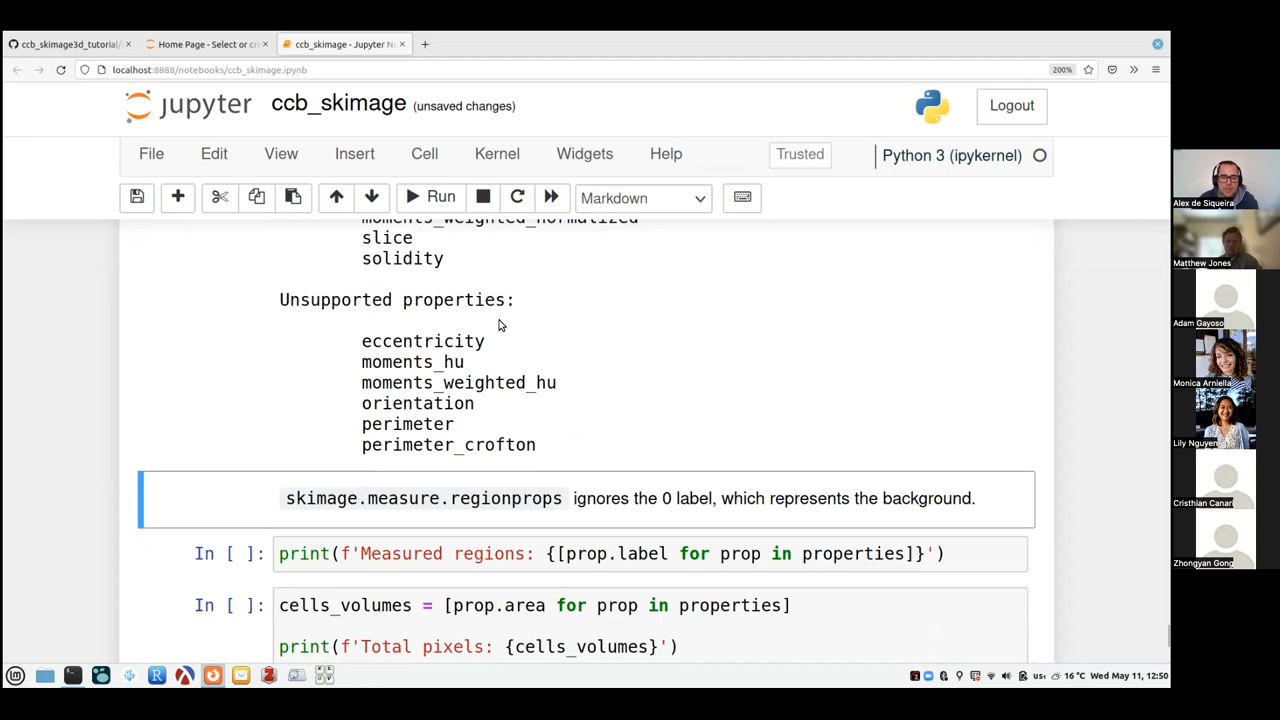 ccb_skimage3d_tutorial/
Home Page - Select or cre
ccb_skimage - Jupyter No
localhost:8888/notebooks/ccb_skimage.ipynb
200%
jupyter
ccb_skimage (unsaved changes)
Logout
File Edit View Insert Cell Kernel Widgets Help
Trusted
Python 3 (ipykernel)
Run
Markdown
moments_weighted_normalized
slice
solidity
Unsupported properties:
eccentricity
moments_hu
moments_weighted_hu
orientation
perimeter
perimeter_crofton
skimage.measure.regionprops ignores the 0 label, which represents the background.
In [ ]: print(f'Measured regions: {[prop.label for prop in properties]}')
In [ ]: cells_volumes = [prop.area for prop in properties]
print(f'Total pixels: {cells_volumes}')
16 °C Wed May 11, 12:50
Alex de Siqueira
Matthew Jones
Adam Gayoso
Monica Arniella
Lily Nguyen
Cristhian Canari
Zhongyan Gong